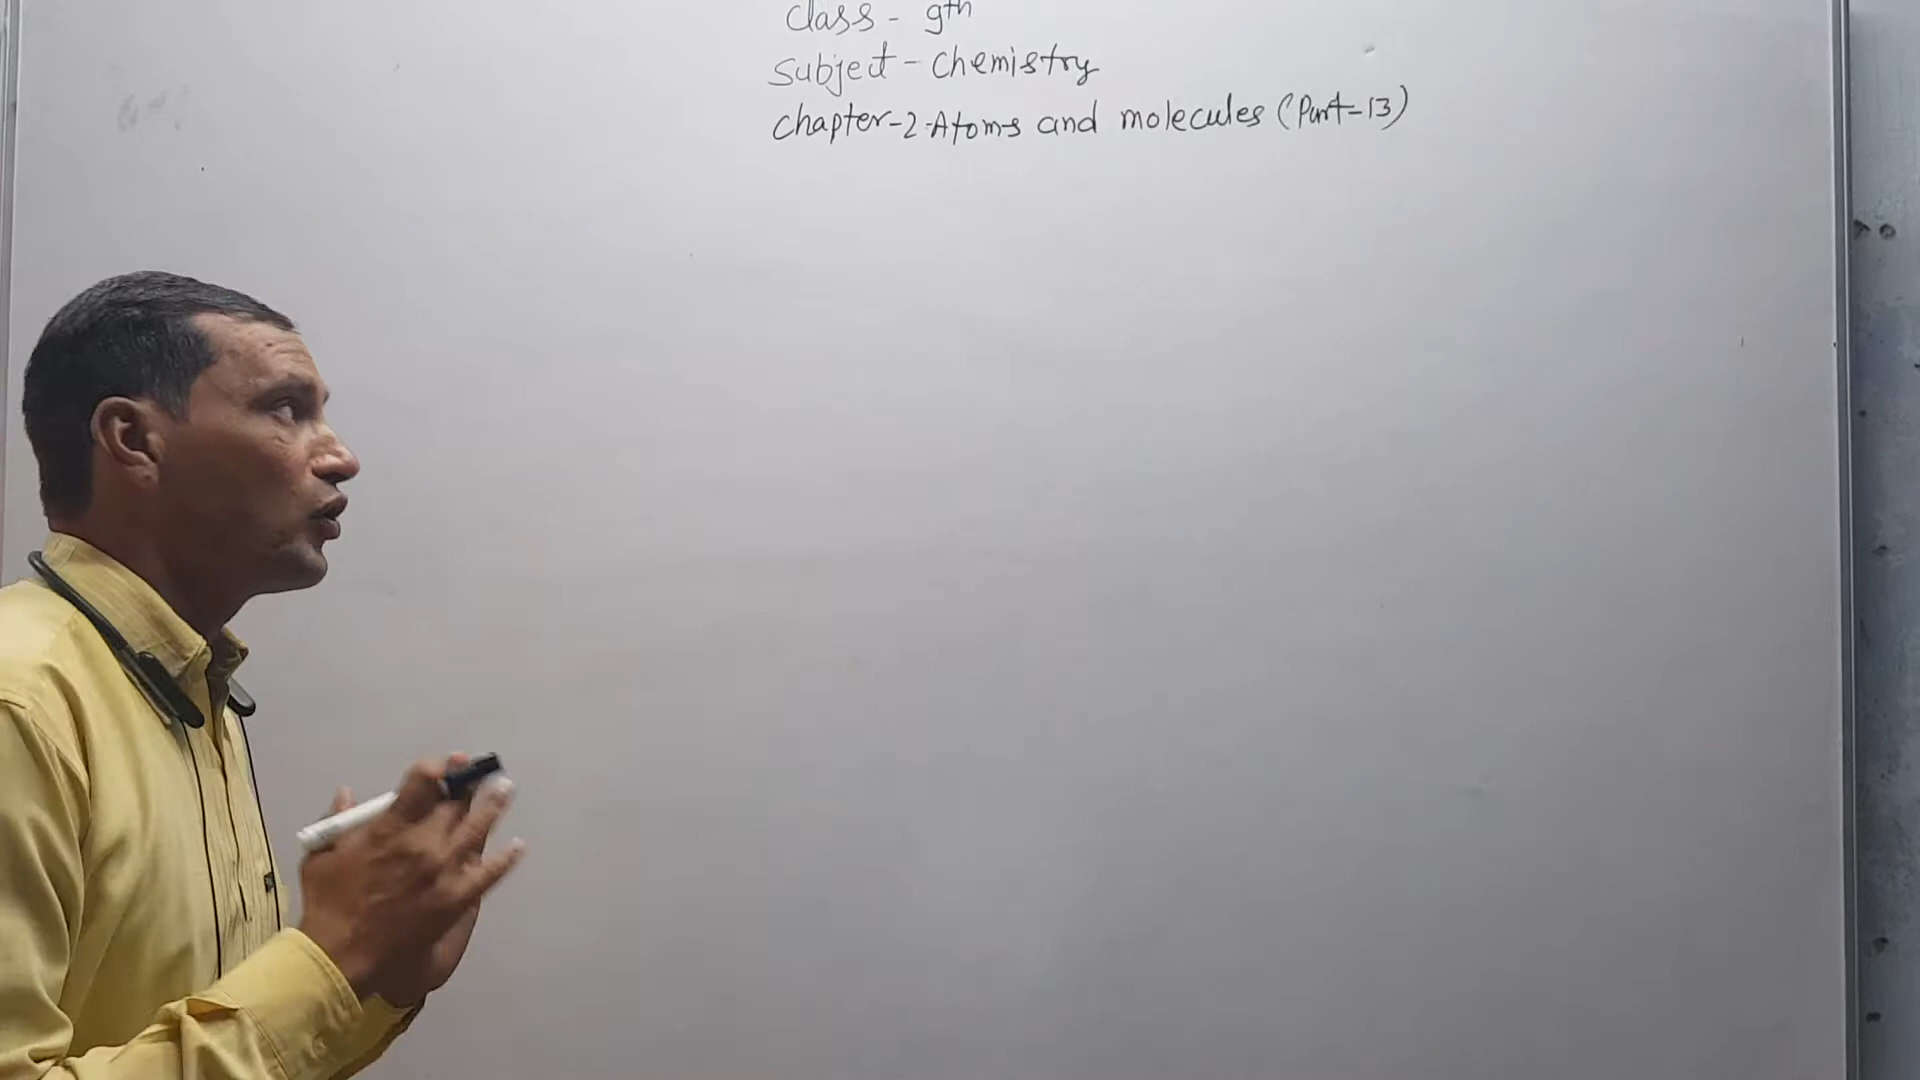 Class - 9th
Subject - Chemistry
Chapter-2-Atoms and molecules (Part-13)